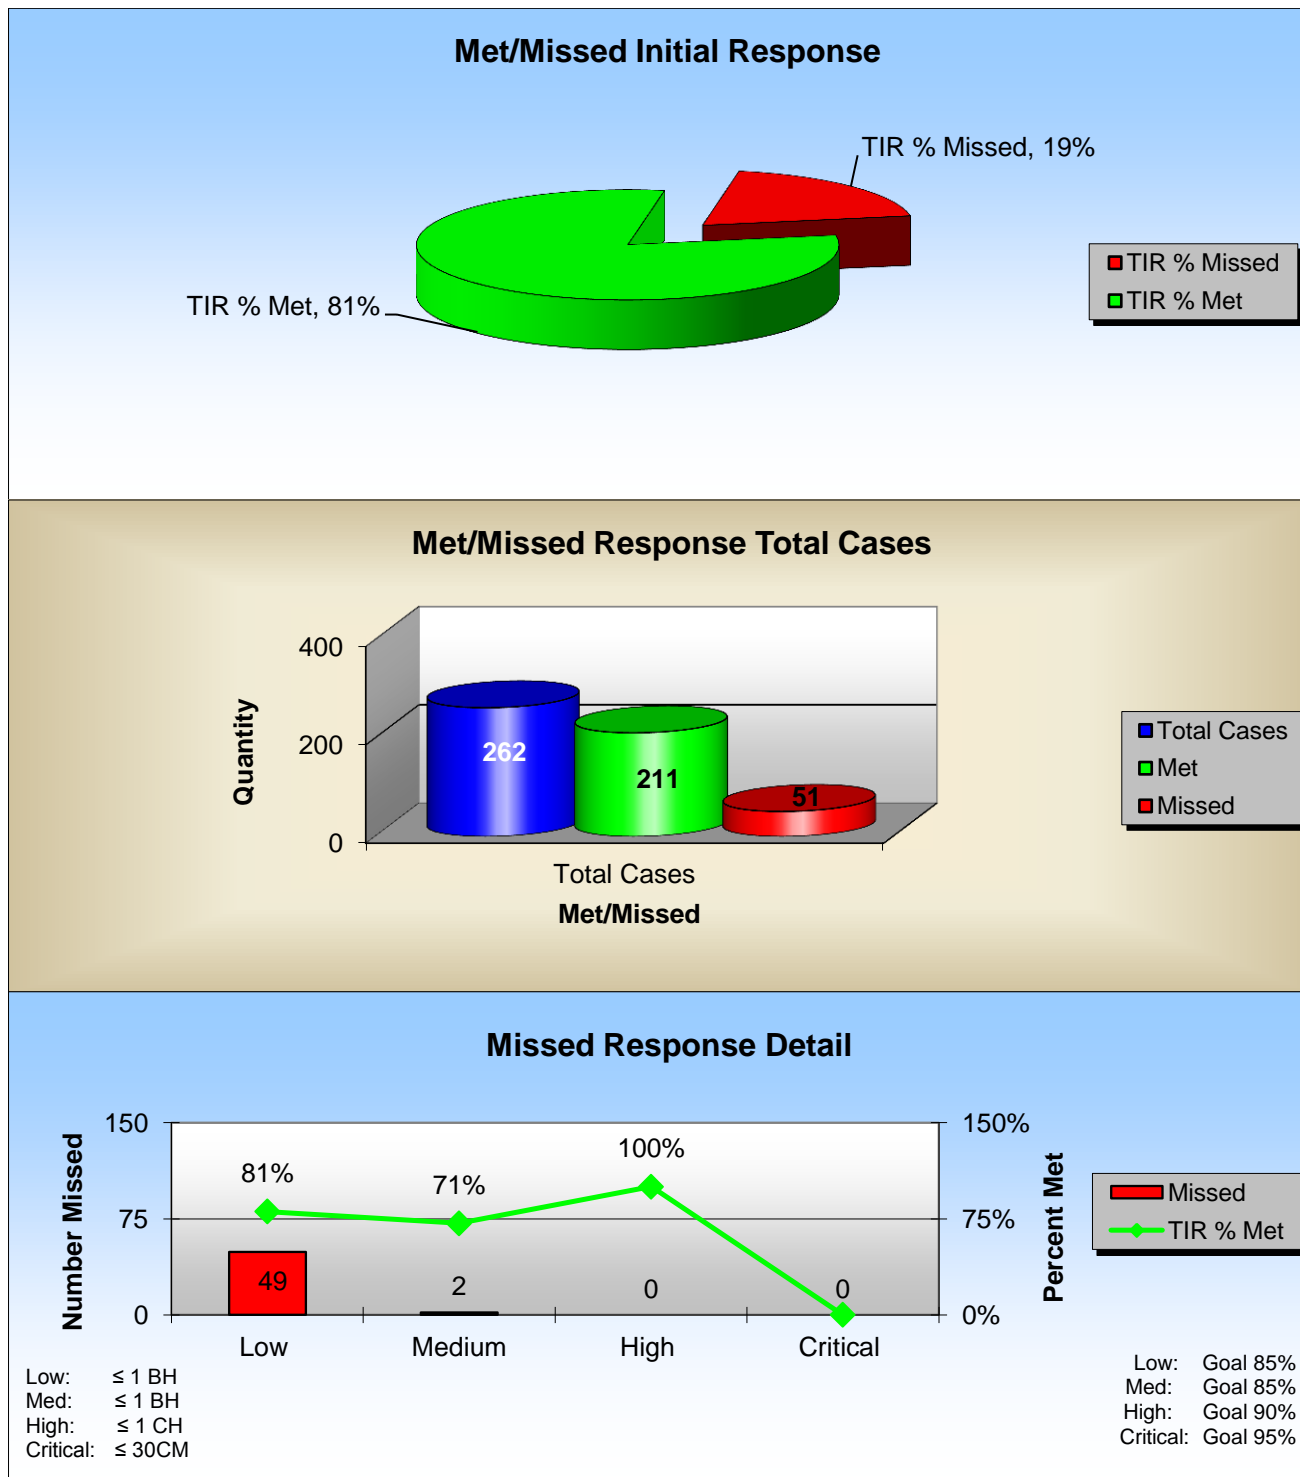 Met/Missed Initial Response
TIR % Missed, 19%
TIR % Met, 81%
TIR % Missed
TIR % Met
Met/Missed Response Total Cases
Quantity
400
200
0
262
211
51
Total Cases
Met/Missed
Total Cases
Met
Missed
Missed Response Detail
Number Missed
150
75
0
81%
71%
100%
49
2
0
0
150%
75%
0%
Percent Met
Low
Medium
High
Critical
Missed
TIR % Met
Low: ≤ 1 BH
Med: ≤ 1 BH
High: ≤ 1 CH
Critical: ≤ 30CM
Low: Goal 85%
Med: Goal 85%
High: Goal 90%
Critical: Goal 95%